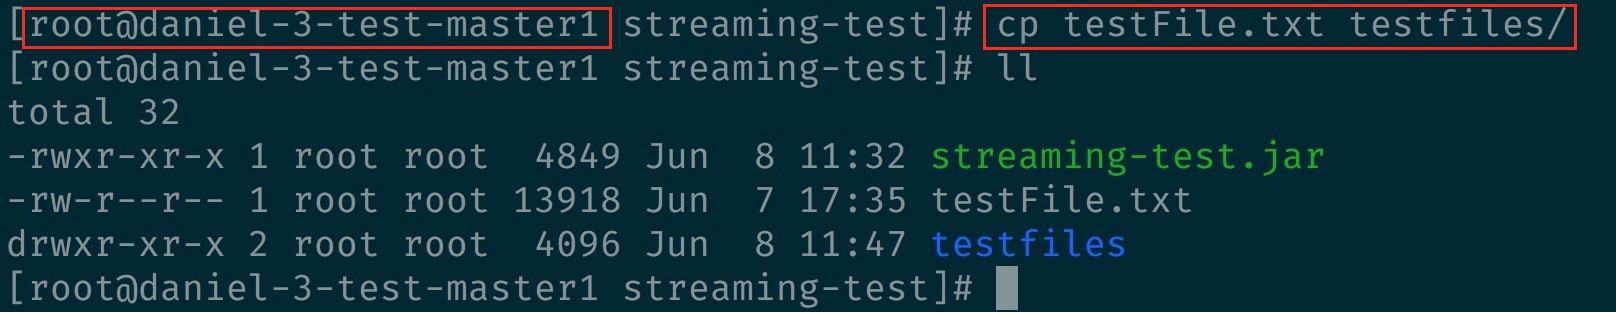 [root@daniel-3-test-master1 streaming-test]# cp testFile.txt testfiles/
[root@daniel-3-test-master1 streaming-test]# ll
total 32
-rwxr-xr-x 1 root root  4849 Jun  8 11:32 streaming-test.jar
-rw-r--r-- 1 root root 13918 Jun  7 17:35 testFile.txt
drwxr-xr-x 2 root root  4096 Jun  8 11:47 testfiles
[root@daniel-3-test-master1 streaming-test]#